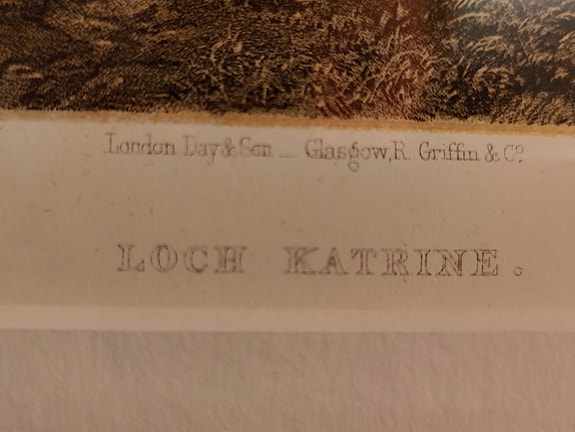 London, Day & Son _ Glasgow, R. Griffin & Co.
LOCH KATRINE.